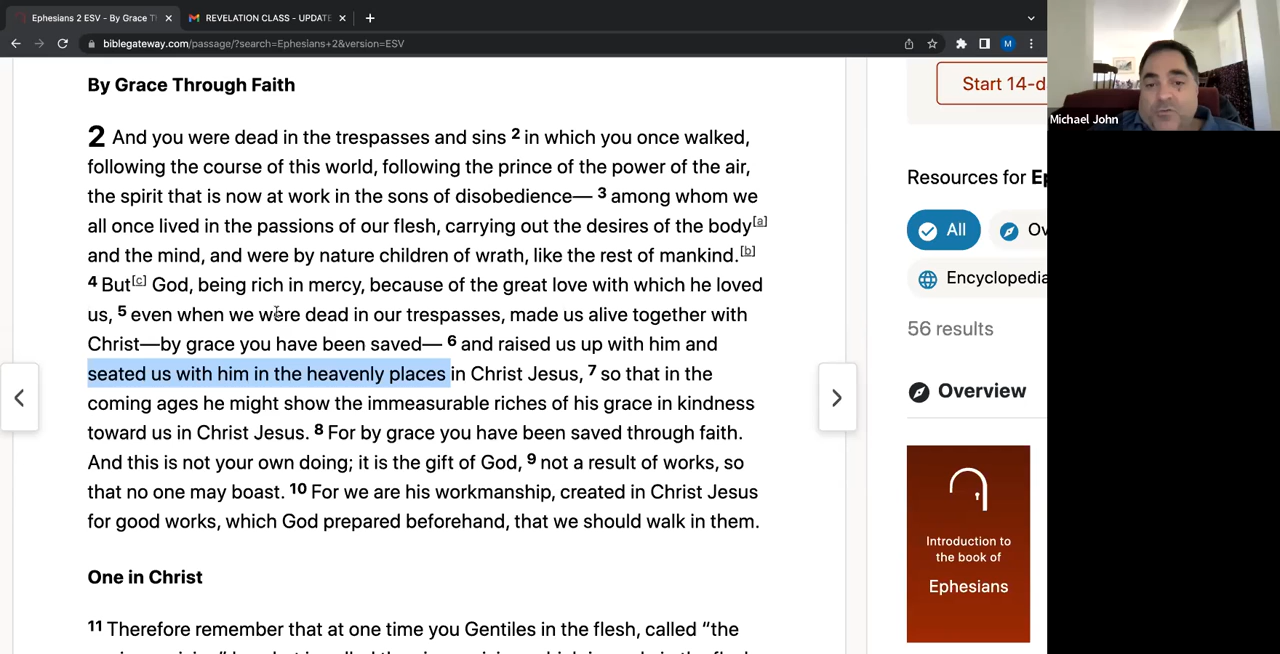 Ephesians 2 ESV - By Grace T
REVELATION CLASS - UPDATE
biblegateway.com/passage/?search=Ephesians+2&version=ESV
M
Michael John
By Grace Through Faith
2 And you were dead in the trespasses and sins 2 in which you once walked,
following the course of this world, following the prince of the power of the air,
the spirit that is now at work in the sons of disobedience— 3 among whom we
all once lived in the passions of our flesh, carrying out the desires of the body[a]
and the mind, and were by nature children of wrath, like the rest of mankind.[b]
4 But[c] God, being rich in mercy, because of the great love with which he loved
us, 5 even when we were dead in our trespasses, made us alive together with
Christ—by grace you have been saved— 6 and raised us up with him and
seated us with him in the heavenly places in Christ Jesus, 7 so that in the
coming ages he might show the immeasurable riches of his grace in kindness
toward us in Christ Jesus. 8 For by grace you have been saved through faith.
And this is not your own doing; it is the gift of God, 9 not a result of works, so
that no one may boast. 10 For we are his workmanship, created in Christ Jesus
for good works, which God prepared beforehand, that we should walk in them.
One in Christ
11 Therefore remember that at one time you Gentiles in the flesh, called “the
Start 14-d
Resources for Ep
All
Ov
Encyclopedia
56 results
Overview
Introduction to
the book of
Ephesians